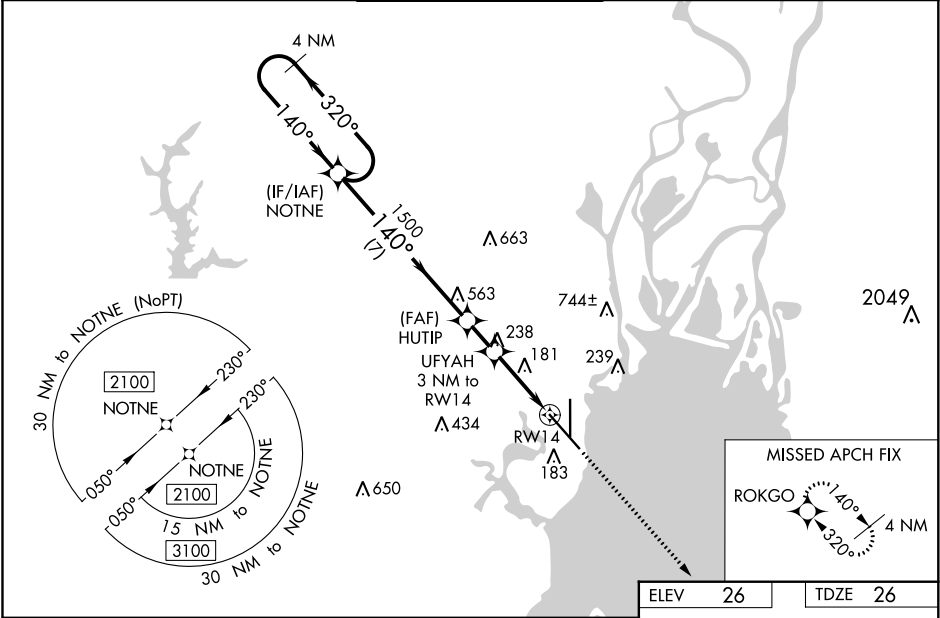 4 NM
320°
140°
(IF/IAF)
NOTNE
1500
140°
(7)
663
563
744±
2049
(FAF)
HUTIP
238
UFYAH
3 NM to
RW14
181
239
434
RW14
183
650
30 NM to NOTNE (NoPT)
230°
2100
NOTNE
050°
230°
NOTNE
050°
2100
15 NM to NOTNE
3100
30 NM to NOTNE
MISSED APCH FIX
ROKGO
140°
4 NM
320°
ELEV 26
TDZE 26